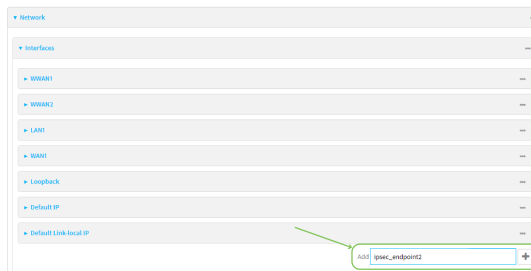 Network
Interfaces
WWAN1
WWAN2
LAN1
WAN1
Loopback
Default IP
Default Link-local IP
Add ipsec_endpoint2